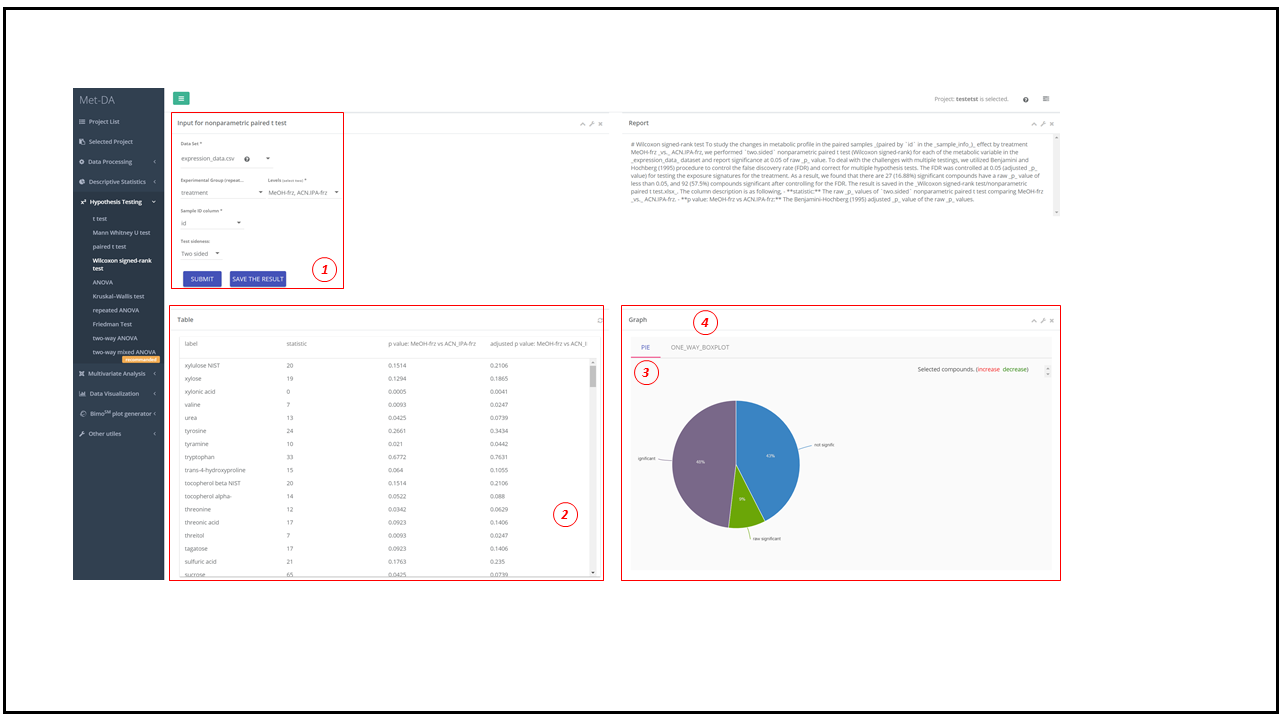 Met-DA
Project: testetst is selected.
Project List
Selected Project
Data Processing
Descriptive Statistics
Hypothesis Testing
t test
Mann Whitney U test
paired t test
Wilcoxon signed-rank
test
ANOVA
Kruskal–Wallis test
repeated ANOVA
Friedman Test
two-way ANOVA
two-way mixed ANOVA
recommanded
Multivariate Analysis
Data Visualization
BimoSM plot generator
Other utlies
Input for nonparametric paired t test
Data Set *
expression_data.csv
Experimental Group (repeat... Levels (select two) *
treatment MeOH-frz, ACN.IPA-frz
Sample ID column *
id
Test sideness:
Two sided
SUBMIT SAVE THE RESULT
1
Report
# Wilcoxon signed-rank test To study the changes in metabolic profile in the paired samples _(paired by `id` in the _sample_info_)_ effect by treatment
MeOH-frz _vs._ ACN.IPA-frz, we performed `two.sided` nonparametric paired t test (Wilcoxon signed-rank) for each of the metabolic variable in the
_expression_data_ dataset and report significance at 0.05 of raw _p_ value. To deal with the challenges with multiple testings, we utilized Benjamini and
Hochberg (1995) procedure to control the false discovery rate (FDR) and correct for multiple hypothesis tests. The FDR was controlled at 0.05 (adjusted _p_
value) for testing the exposure signatures for the treatment. As a result, we found that there are 27 (16.88%) significant compounds have a raw _p_ value of
less than 0.05, and 92 (57.5%) compounds significant after controlling for the FDR. The result is saved in the _Wilcoxon signed-rank test/nonparametric
paired t test.xlsx_. The column description is as following, - **statistic:** The raw _p_ values of `two.sided` nonparametric paired t test comparing MeOH-frz
_vs._ ACN.IPA-frz. - **p value: MeOH-frz vs ACN.IPA-frz:** The Benjamini-Hochberg (1995) adjusted _p_ value of the raw _p_ values.
Table
label statistic p value: MeOH-frz vs ACN_IPA-frz adjusted p value: MeOH-frz vs ACN_I
xylulose NIST 20 0.1514 0.2106
xylose 19 0.1294 0.1865
xylonic acid 0 0.0005 0.0041
valine 7 0.0093 0.0247
urea 13 0.0425 0.0739
tyrosine 24 0.2661 0.3434
tyramine 10 0.021 0.0442
tryptophan 33 0.6772 0.7631
trans-4-hydroxyproline 15 0.064 0.1055
tocopherol beta NIST 20 0.1514 0.2106
tocopherol alpha- 14 0.0522 0.088
threonine 12 0.0342 0.0629
threonic acid 17 0.0923 0.1406
threitol 7 0.0093 0.0247
tagatose 17 0.0923 0.1406
sulfuric acid 21 0.1763 0.235
sucrose 65 0.0425 0.0739
2
Graph
4
PIE ONE_WAY_BOXPLOT
3
Selected compounds. (increase decrease)
not signifo
ignificant
43%
9%
raw significant